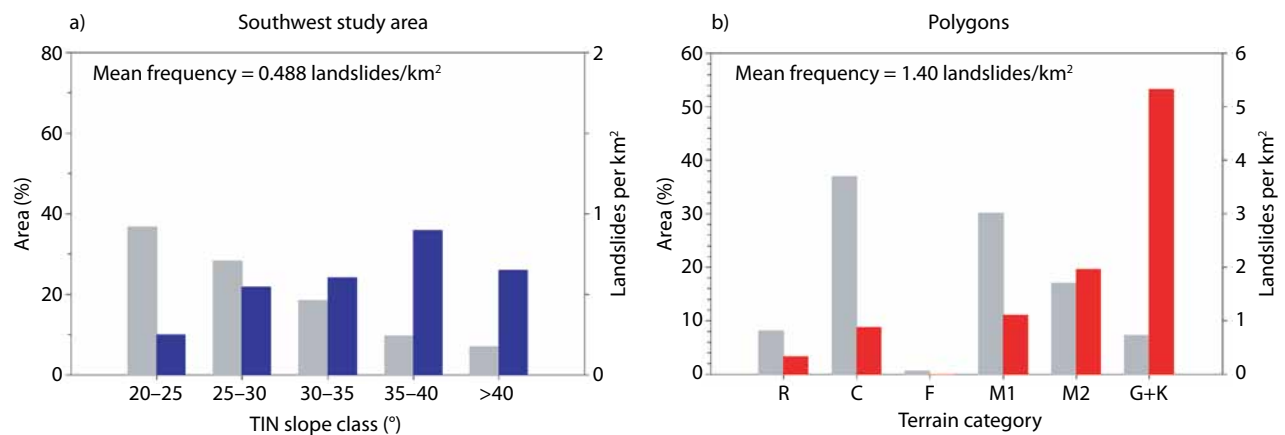 a)
Southwest study area
Mean frequency = 0.488 landslides/km²
80
60
40
20
0
Area (%)
2
1
0
Landslides per km²
20–25 25–30 30–35 35–40 >40
TIN slope class (°)
b)
Polygons
Mean frequency = 1.40 landslides/km²
60
50
40
30
20
10
0
Area (%)
6
5
4
3
2
1
0
Landslides per km²
R C F M1 M2 G+K
Terrain category